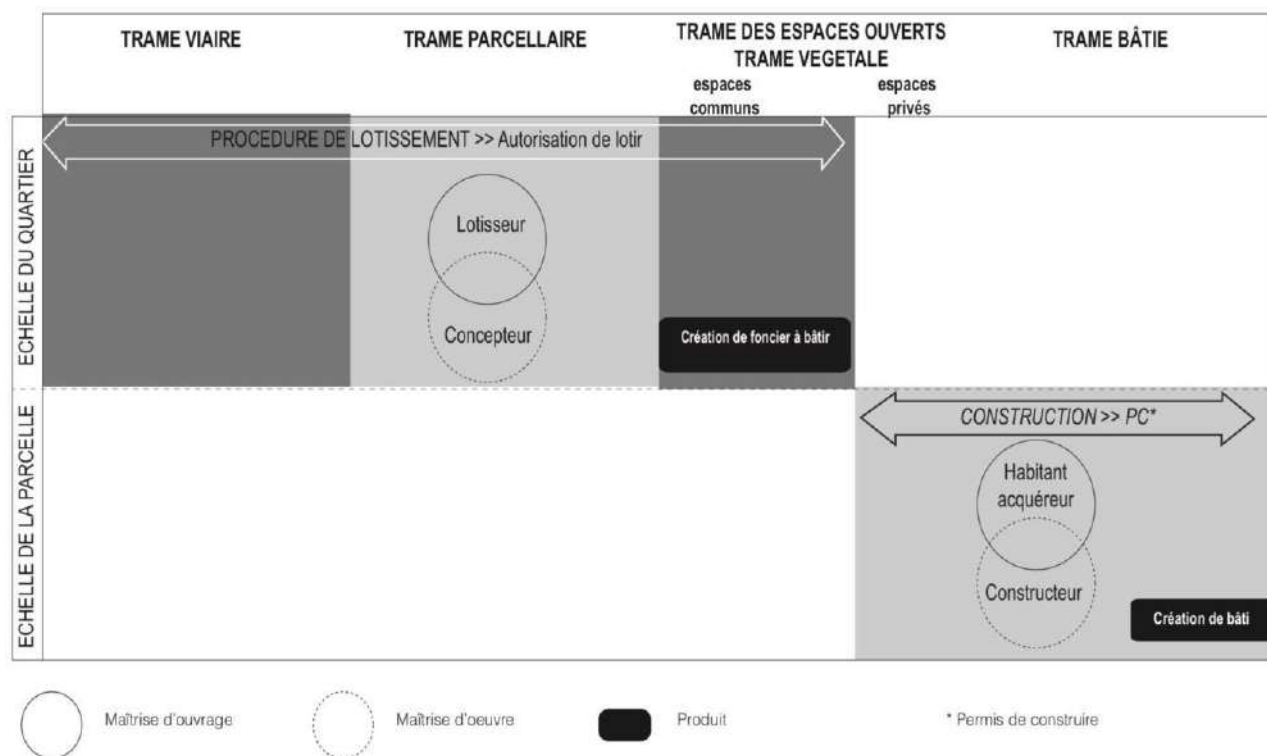 TRAME VIAIRE
TRAME PARCELLAIRE
TRAME DES ESPACES OUVERTS
TRAME VEGETALE
espaces
communs
espaces
privés
TRAME BÂTIE
ECHELLE DU QUARTIER
PROCEDURE DE LOTISSEMENT >> Autorisation de lotir
Lotisseur
Concepteur
Création de foncier à bâtir
ECHELLE DE LA PARCELLE
CONSTRUCTION >> PC*
Habitant
acquéreur
Constructeur
Création de bâti
Maîtrise d'ouvrage
Maîtrise d'oeuvre
Produit
* Permis de construire